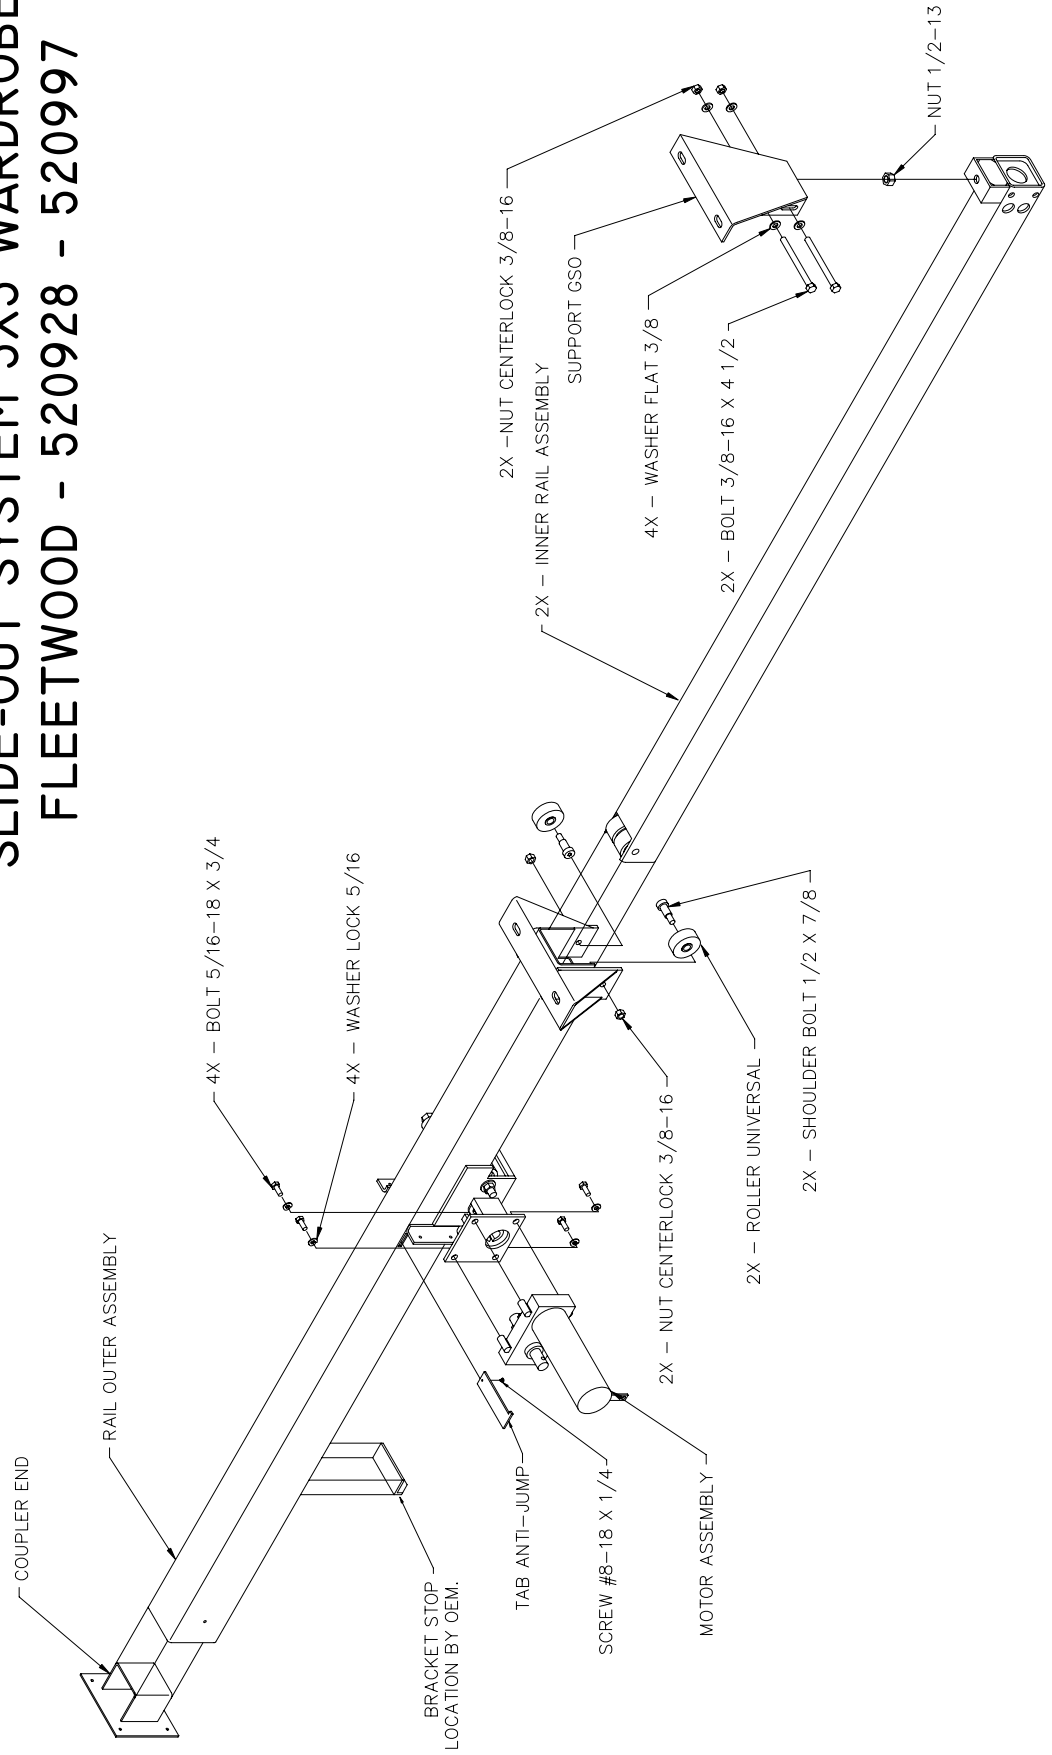 SLIDE-OUT SYSTEM 3X3 WARDROBE
FLEETWOOD - 520928 - 520997
COUPLER END
RAIL OUTER ASSEMBLY
4X - BOLT 5/16-18 X 3/4
4X - WASHER LOCK 5/16
2X -NUT CENTERLOCK 3/8-16
2X - INNER RAIL ASSEMBLY
SUPPORT GSO
4X - WASHER FLAT 3/8
2X - BOLT 3/8-16 X 4 1/2
NUT 1/2-13
BRACKET STOP
LOCATION BY OEM.
TAB ANTI-JUMP
SCREW #8-18 X 1/4
MOTOR ASSEMBLY
2X - NUT CENTERLOCK 3/8-16
2X - ROLLER UNIVERSAL
2X - SHOULDER BOLT 1/2 X 7/8